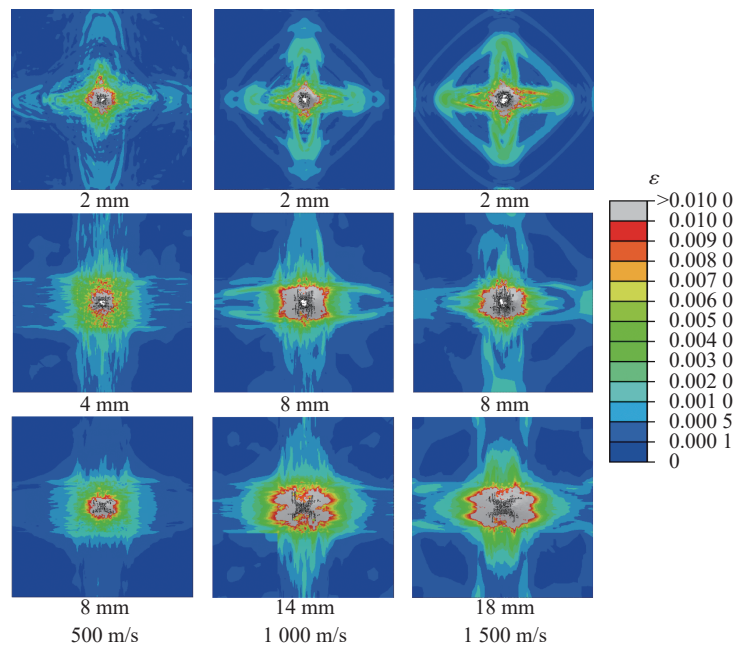 2 mm
2 mm
2 mm
ε
>0.010 0
0.010 0
0.009 0
0.008 0
0.007 0
0.006 0
0.005 0
0.004 0
0.003 0
0.002 0
0.001 0
0.000 5
0.000 1
0
4 mm
8 mm
8 mm
8 mm
14 mm
18 mm
500 m/s
1 000 m/s
1 500 m/s